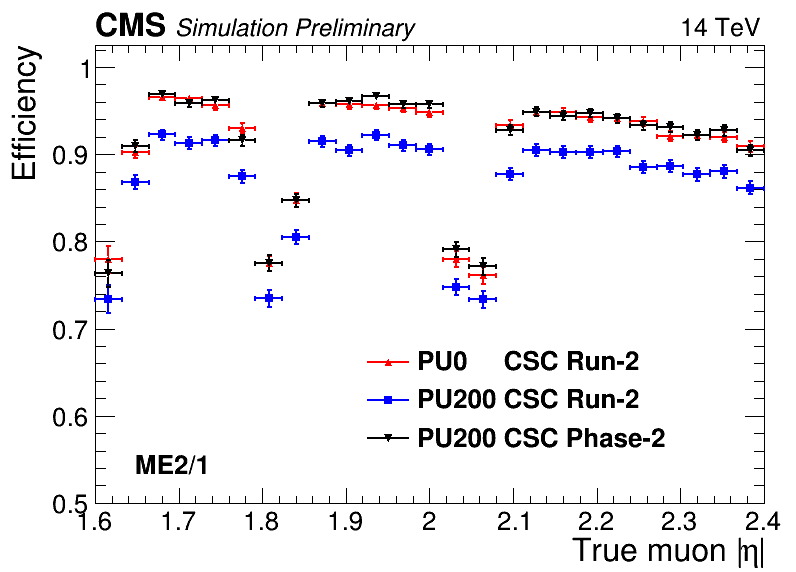 CMS Simulation Preliminary 14 TeV
Efficiency
1
0.9
0.8
0.7
0.6
0.5
PU0 CSC Run-2
PU200 CSC Run-2
PU200 CSC Phase-2
ME2/1
1.6 1.7 1.8 1.9 2 2.1 2.2 2.3 2.4
True muon |η|